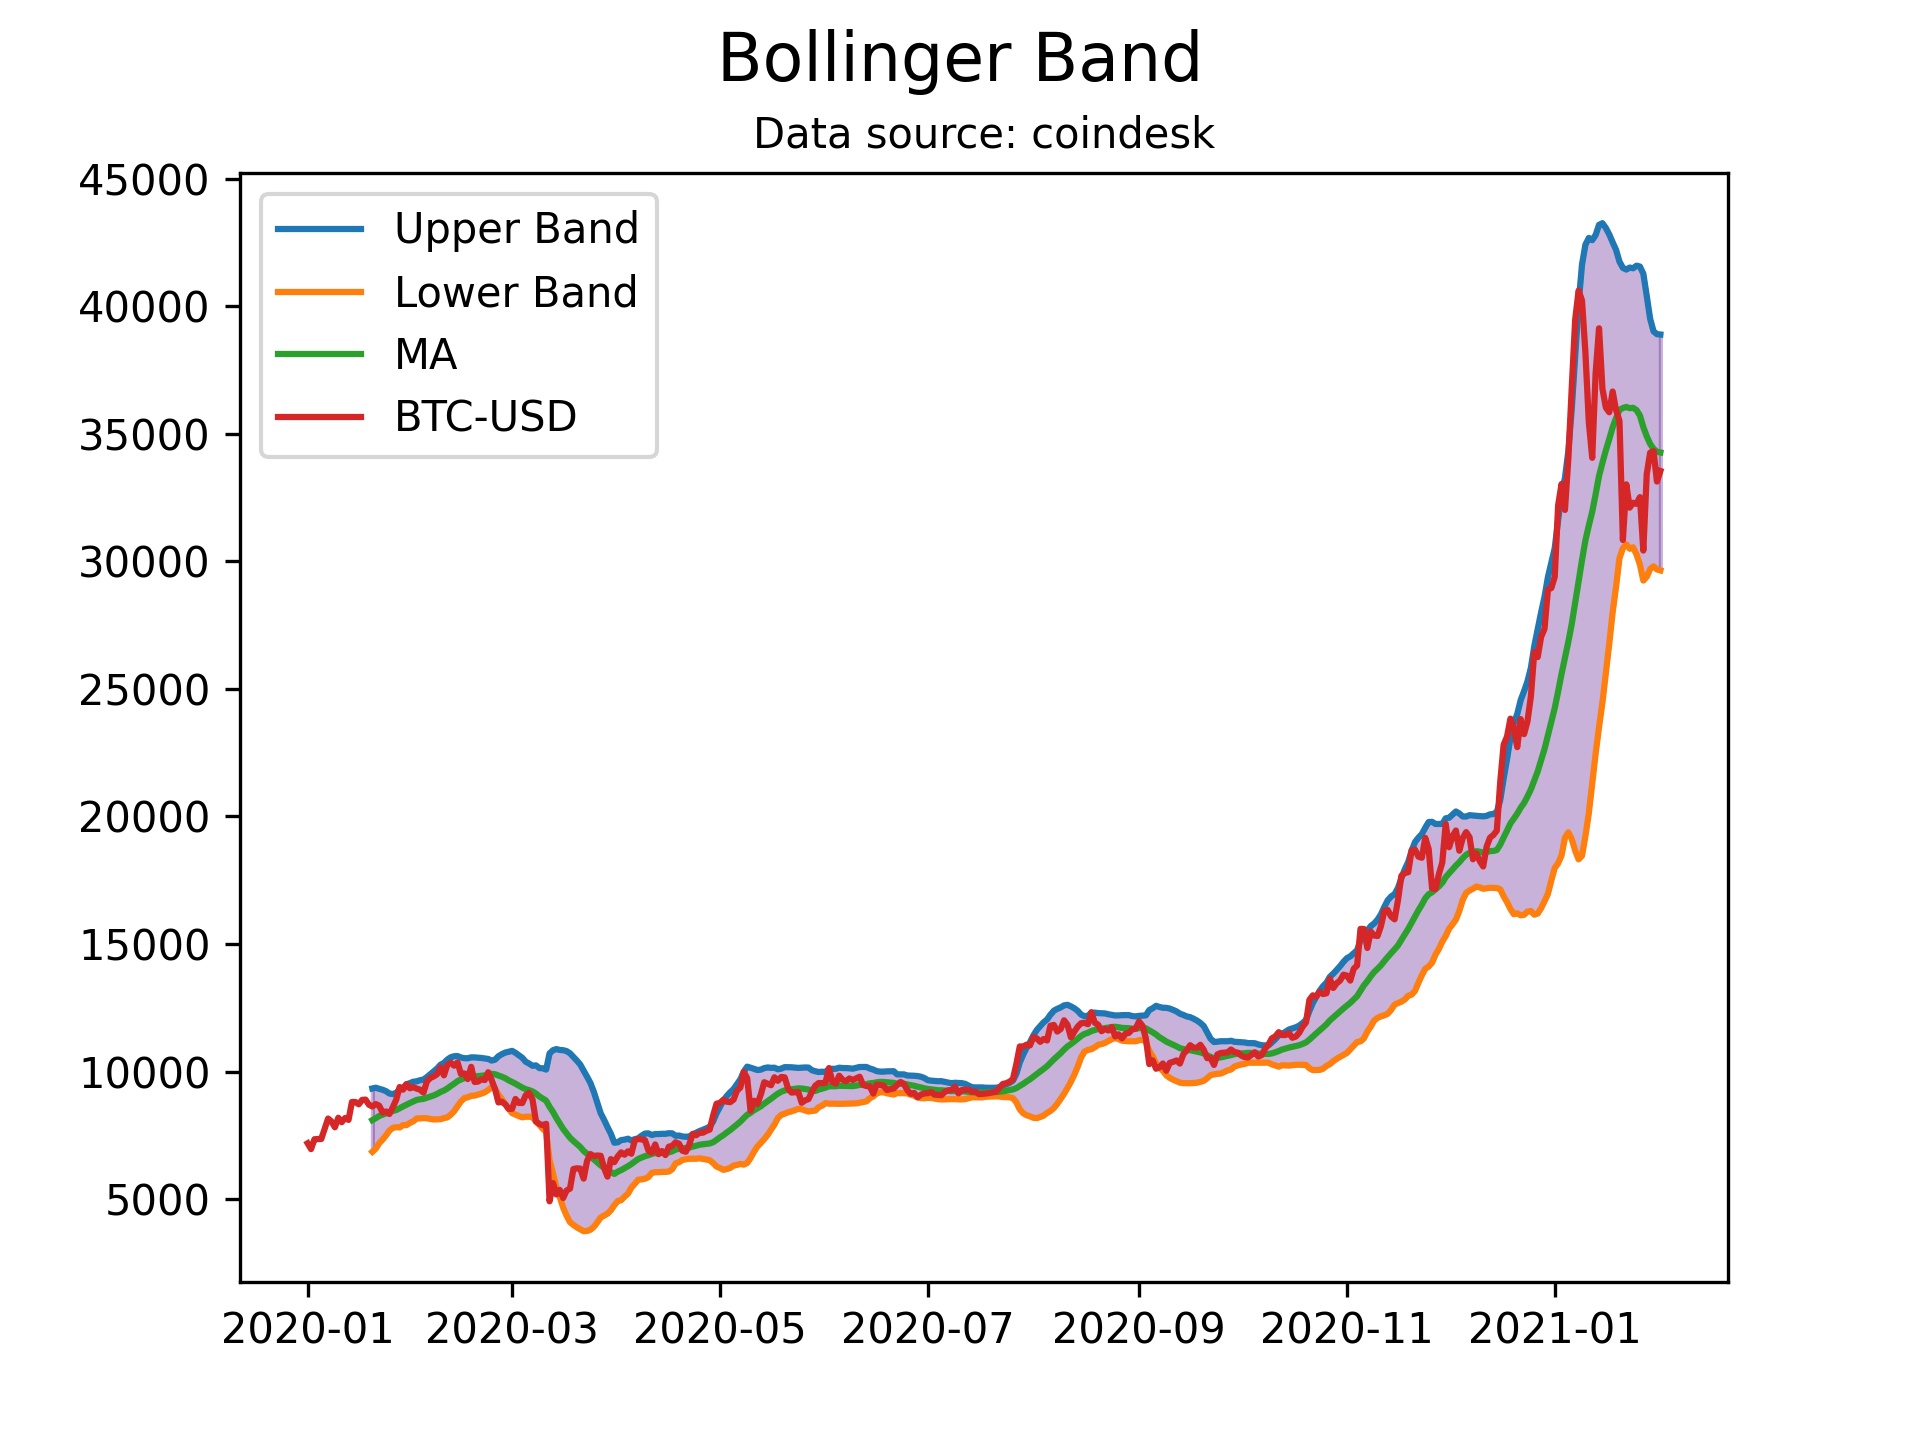 Bollinger Band
Data source: coindesk
45000
40000
35000
30000
25000
20000
15000
10000
5000
Upper Band
Lower Band
MA
BTC-USD
2020-01 2020-03 2020-05 2020-07 2020-09 2020-11 2021-01